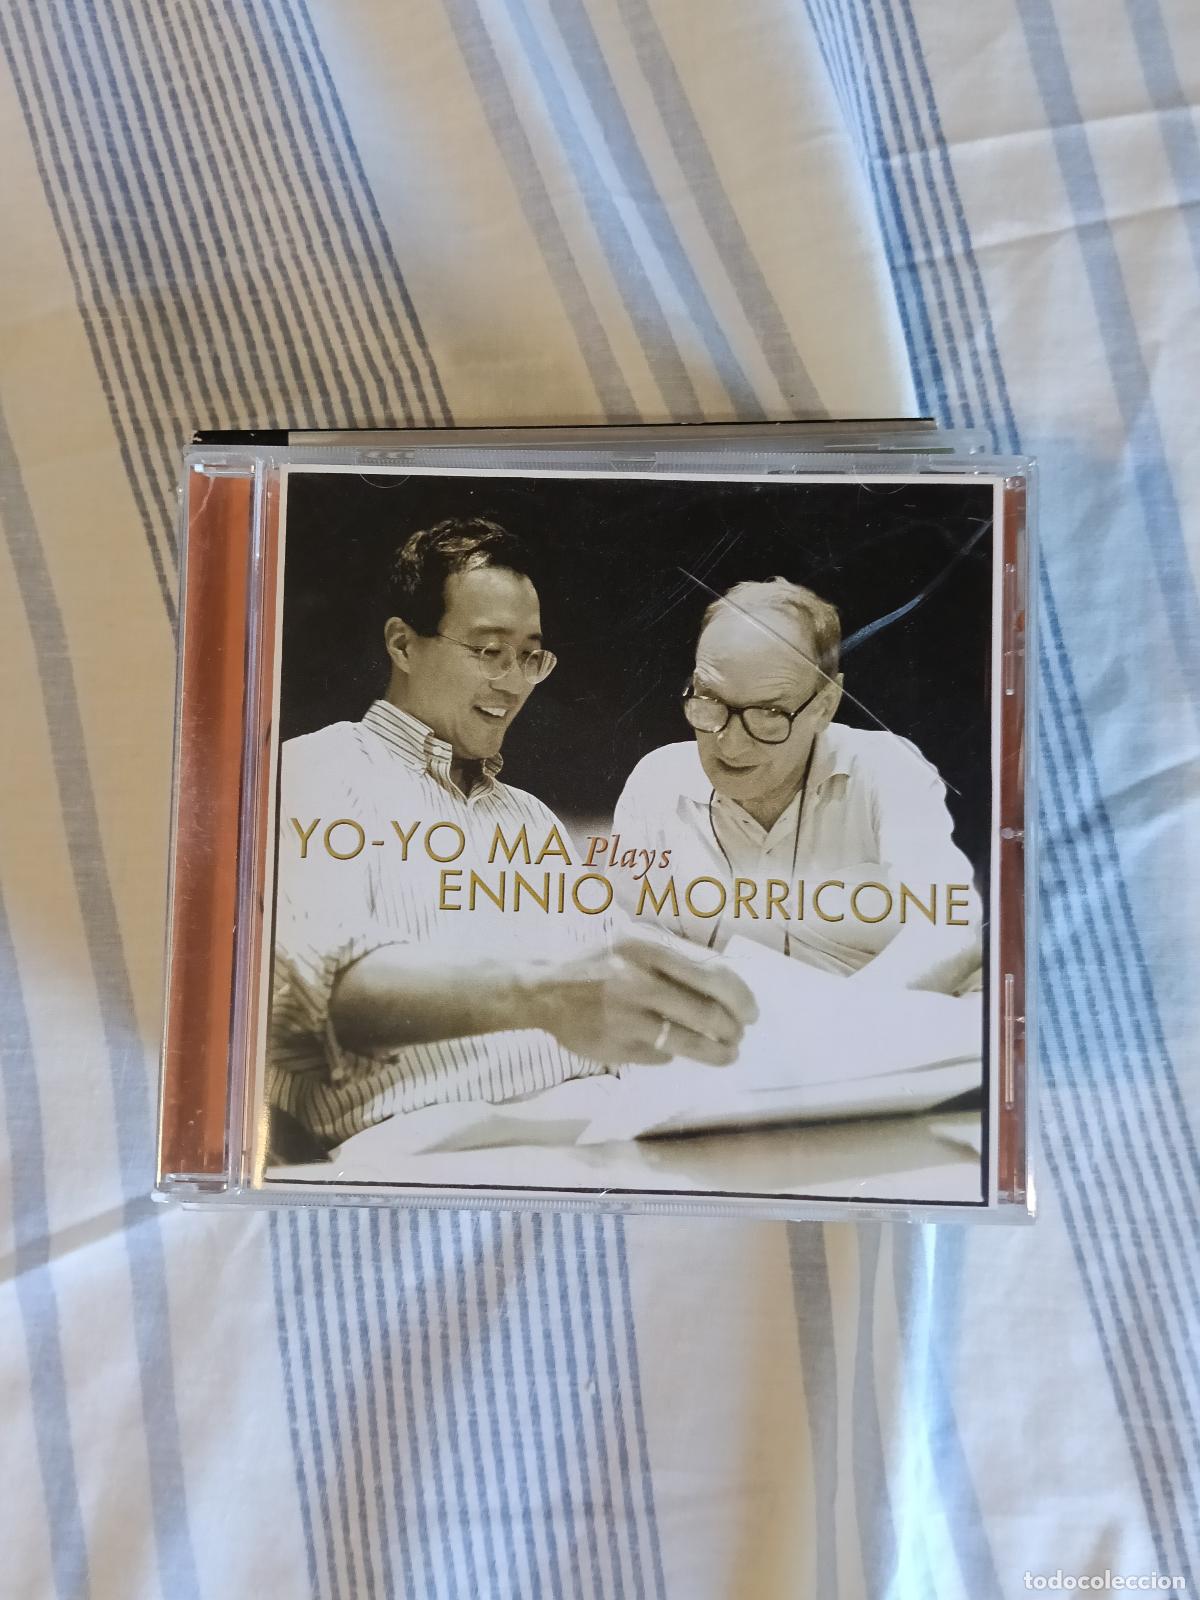 YO-YO MA Plays
ENNIO MORRICONE
todocoleccion